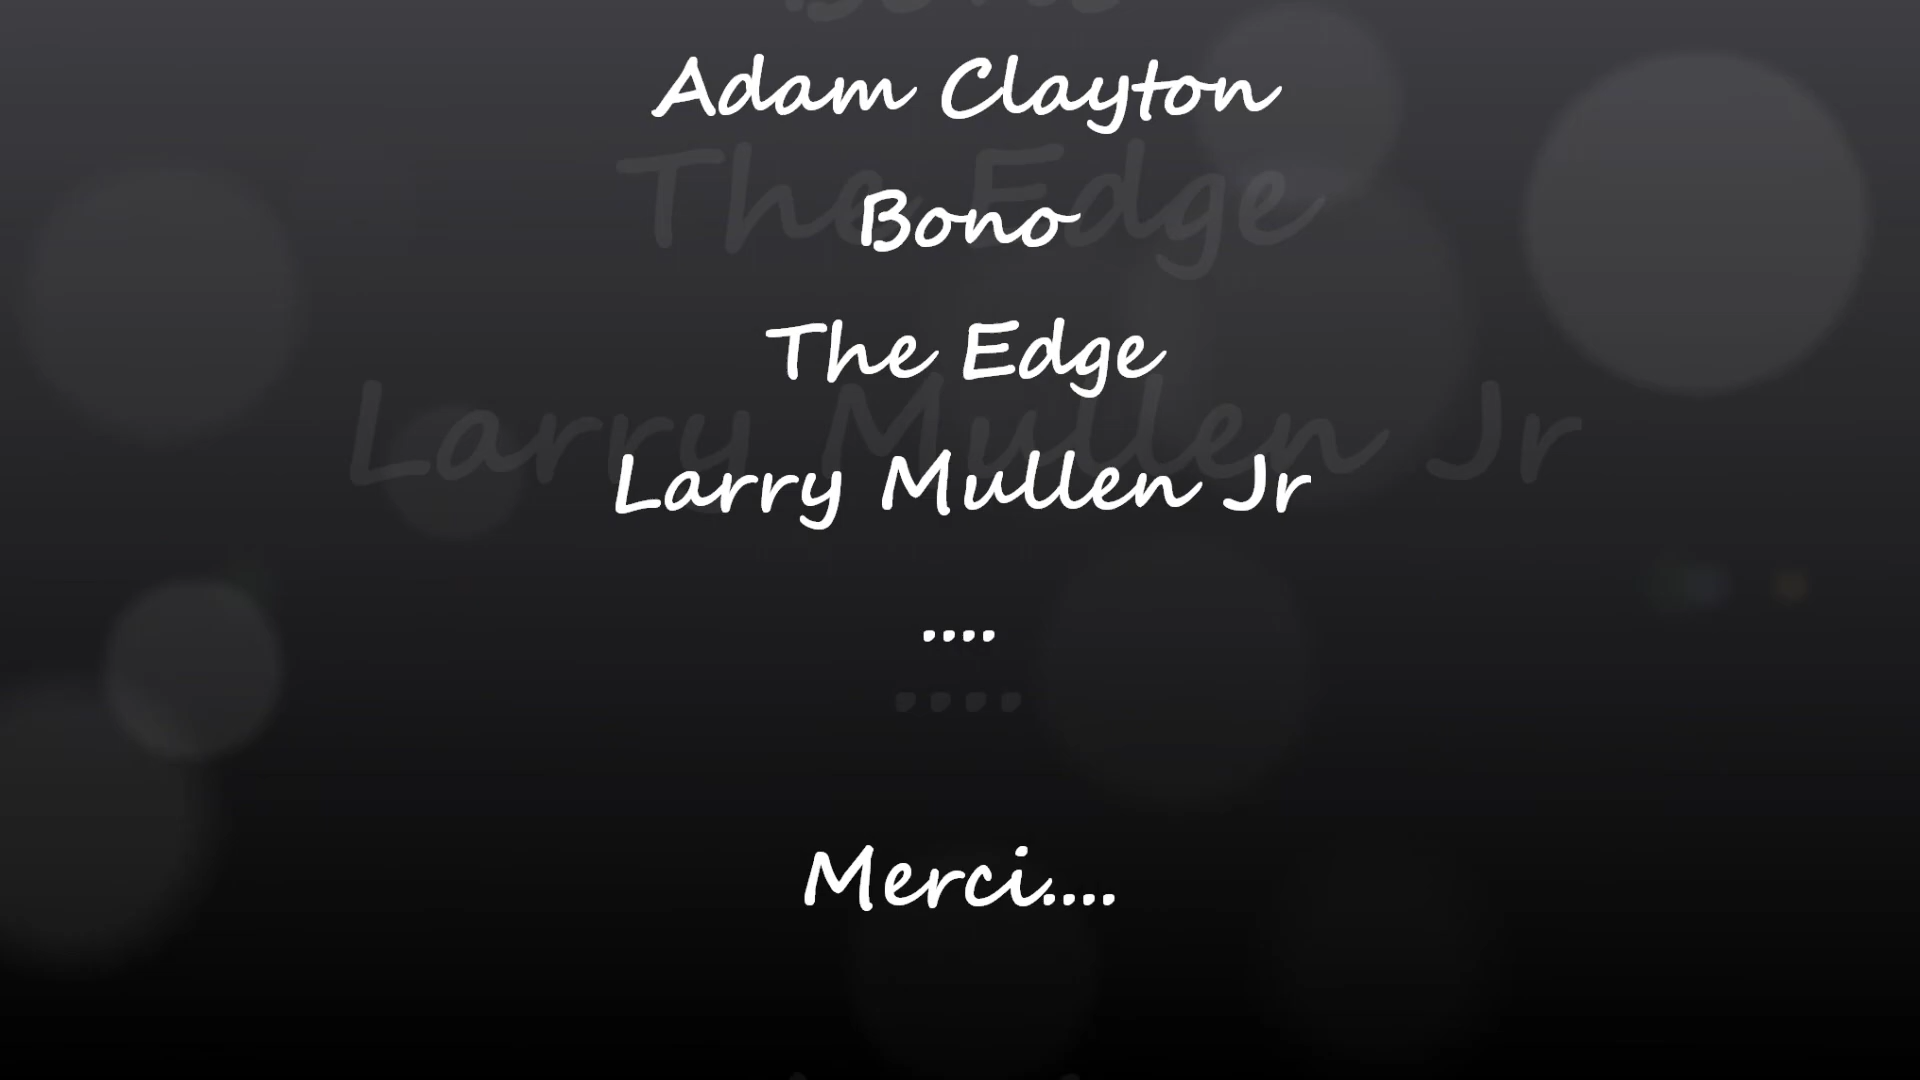 Adam Clayton
Bono
The Edge
Larry Mullen Jr
....
Merci....